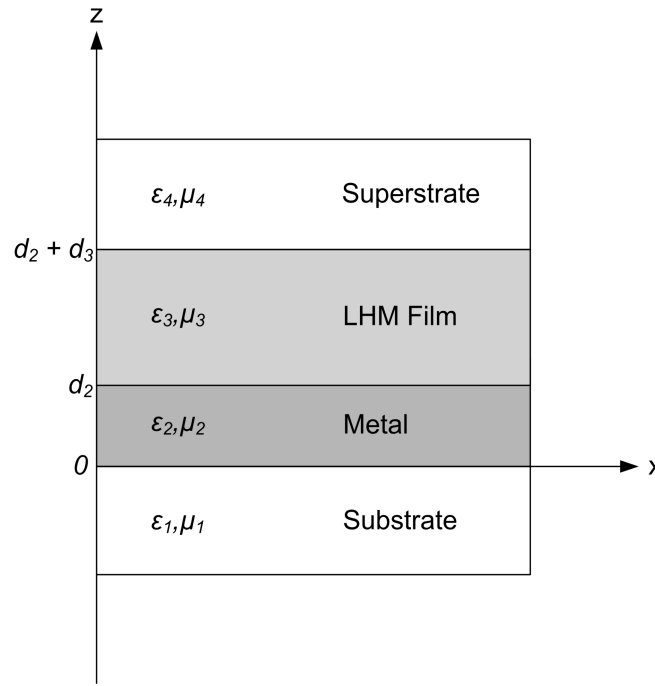 z
ε4,μ4 Superstrate
d2 + d3
ε3,μ3 LHM Film
d2
ε2,μ2 Metal
0
x
ε1,μ1 Substrate